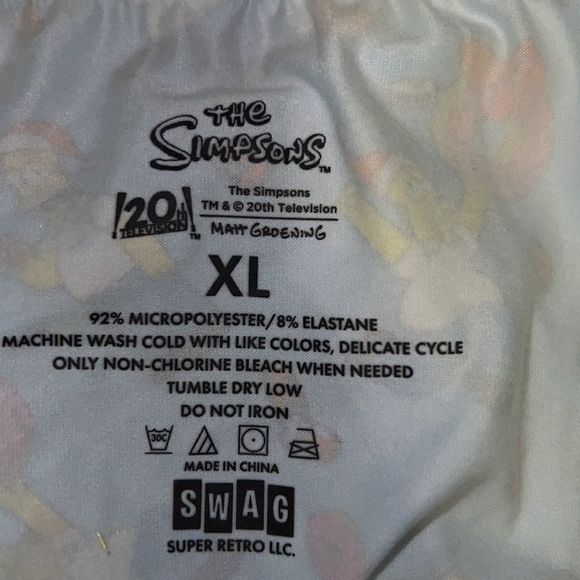 THE
SIMPSONS™
The Simpsons
20TH TELEVISION™
TM & © 20th Television
MATT GROENING
XL
92% MICROPOLYESTER/8% ELASTANE
MACHINE WASH COLD WITH LIKE COLORS, DELICATE CYCLE
ONLY NON-CHLORINE BLEACH WHEN NEEDED
TUMBLE DRY LOW
DO NOT IRON
30C
MADE IN CHINA
SWAG
SUPER RETRO LLC.